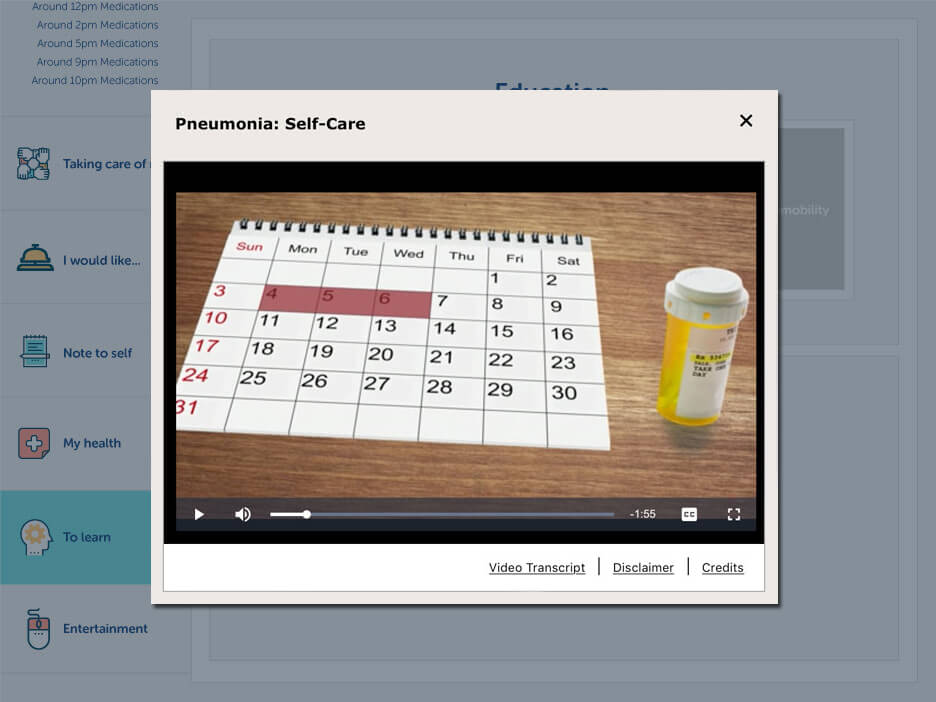 Around 12pm Medications
Around 2pm Medications
Around 5pm Medications
Around 9pm Medications
Around 10pm Medications
Taking care of
I would like...
Note to self
My health
To learn
Entertainment
Education
mobility
Pneumonia: Self-Care
Sun Mon Tue Wed Thu Fri Sat
1 2
3 4 5 6 7 8 9
10 11 12 13 14 15 16
17 18 19 20 21 22 23
24 25 26 27 28 29 30
31
TAKE ONE
DAY
-1:55
CC
Video Transcript | Disclaimer | Credits